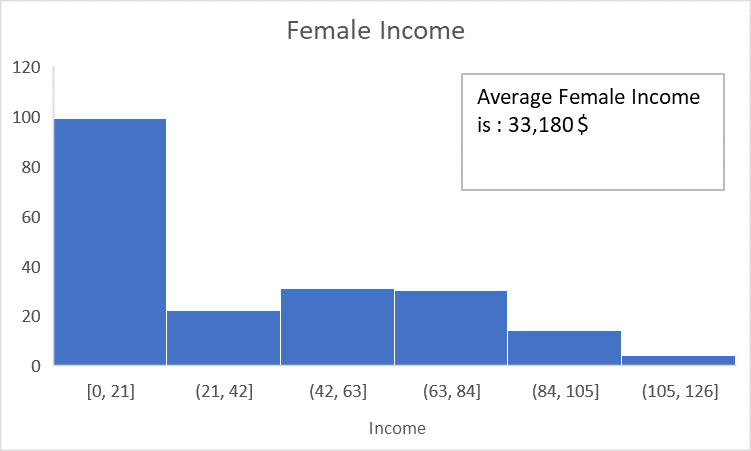 Female Income
120
100
80
60
40
20
0
Average Female Income
is : 33,180 $
[0, 21] (21, 42] (42, 63] (63, 84] (84, 105] (105, 126]
Income